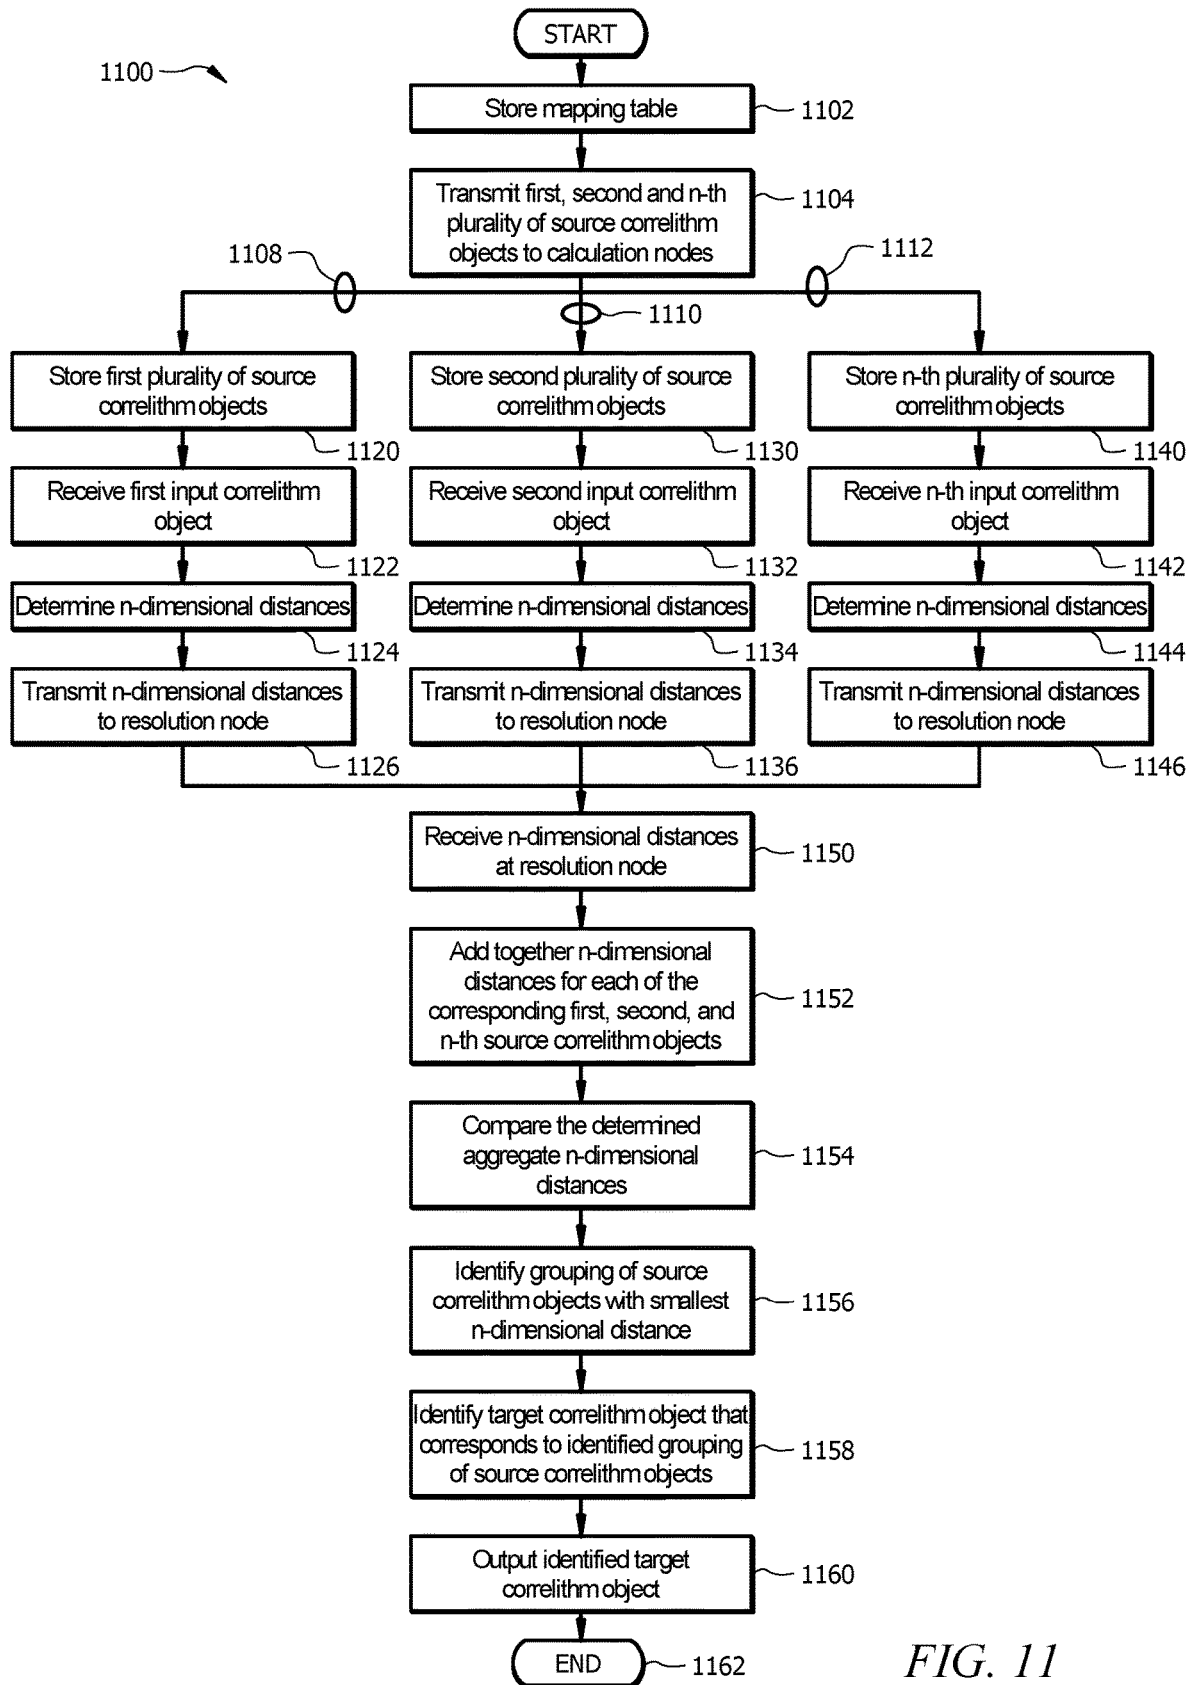 START
1100
Store mapping table
1102
Transmit first, second and n-th
plurality of source correlithm
objects to calculation nodes
1104
1108
1110
1112
Store first plurality of source
correlithm objects
1120
Store second plurality of source
correlithm objects
1130
Store n-th plurality of source
correlithm objects
1140
Receive first input correlithm
object
1122
Receive second input correlithm
object
1132
Receive n-th input correlithm
object
1142
Determine n-dimensional distances
1124
Determine n-dimensional distances
1134
Determine n-dimensional distances
1144
Transmit n-dimensional distances
to resolution node
1126
Transmit n-dimensional distances
to resolution node
1136
Transmit n-dimensional distances
to resolution node
1146
Receive n-dimensional distances
at resolution node
1150
Add together n-dimensional
distances for each of the
corresponding first, second, and
n-th source correlithm objects
1152
Compare the determined
aggregate n-dimensional
distances
1154
Identify grouping of source
correlithm objects with smallest
n-dimensional distance
1156
Identify target correlithm object that
corresponds to identified grouping
of source correlithm objects
1158
Output identified target
correlithm object
1160
END
1162
FIG. 11